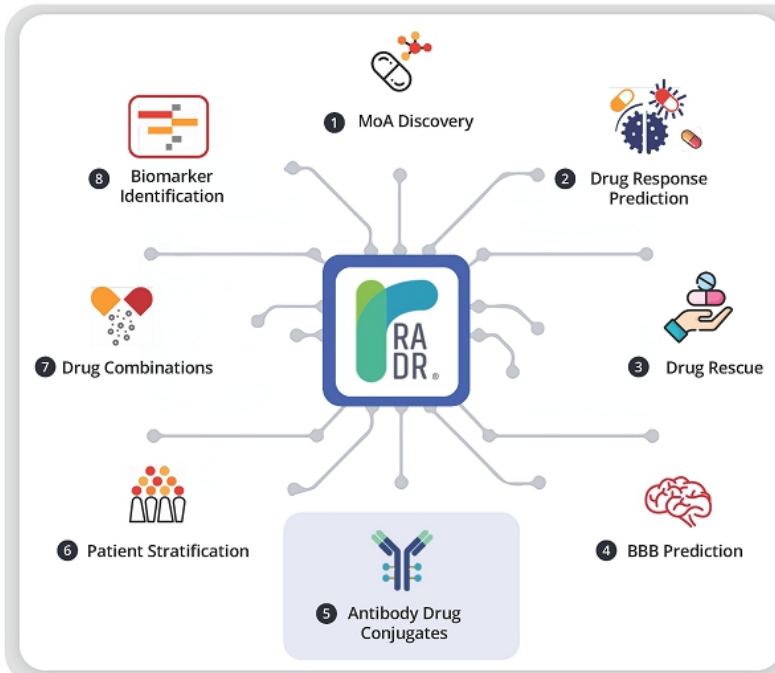 1 MoA Discovery
2 Drug Response
Prediction
3 Drug Rescue
4 BBB Prediction
5 Antibody Drug
Conjugates
6 Patient Stratification
7 Drug Combinations
8 Biomarker
Identification
RA
DR®